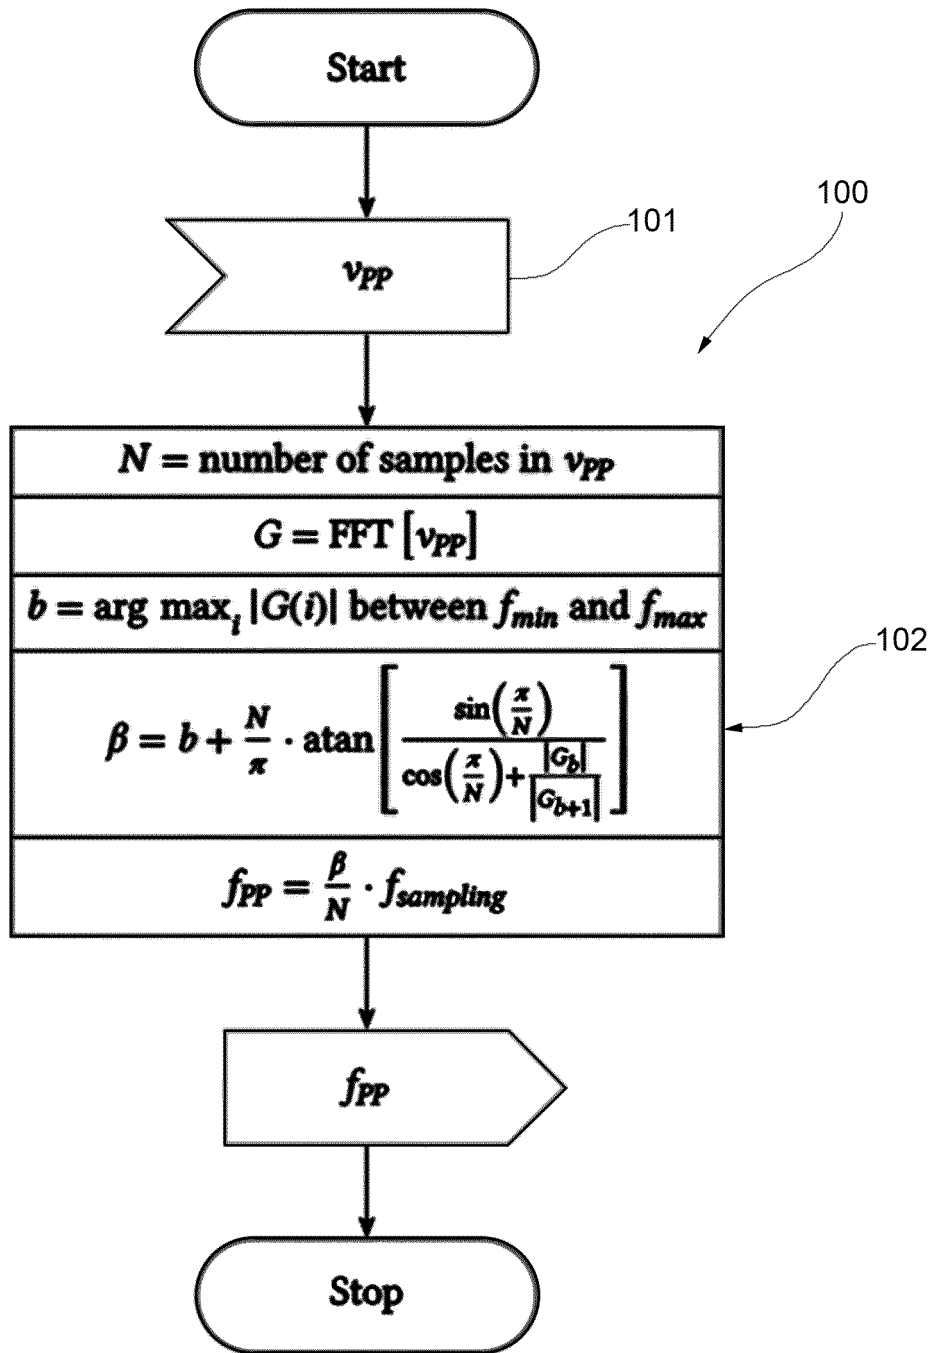 Start
100
101
v_PP
N = number of samples in v_PP
G = FFT [v_PP]
b = arg max_i |G(i)| between f_min and f_max
102
β = b + N/π · atan[ sin(π/N) / (cos(π/N) + |G_b|/|G_{b+1}|) ]
f_PP = β/N · f_sampling
f_PP
Stop